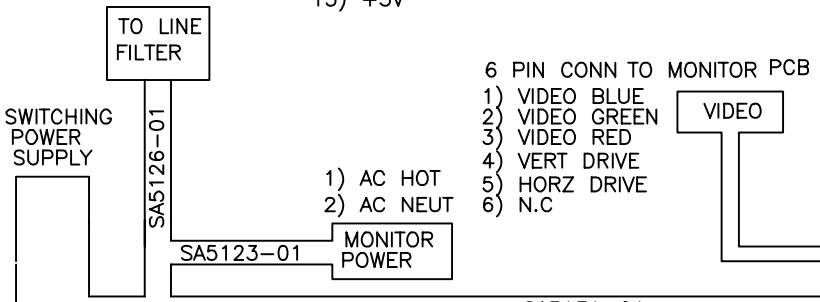 TO LINE
FILTER
6 PIN CONN TO MONITOR PCB
1) VIDEO BLUE
2) VIDEO GREEN
3) VIDEO RED
4) VERT DRIVE
5) HORZ DRIVE
6) N.C
VIDEO
SWITCHING
POWER
SUPPLY
SA5126-01
1) AC HOT
2) AC NEUT
SA5123-01
MONITOR
POWER